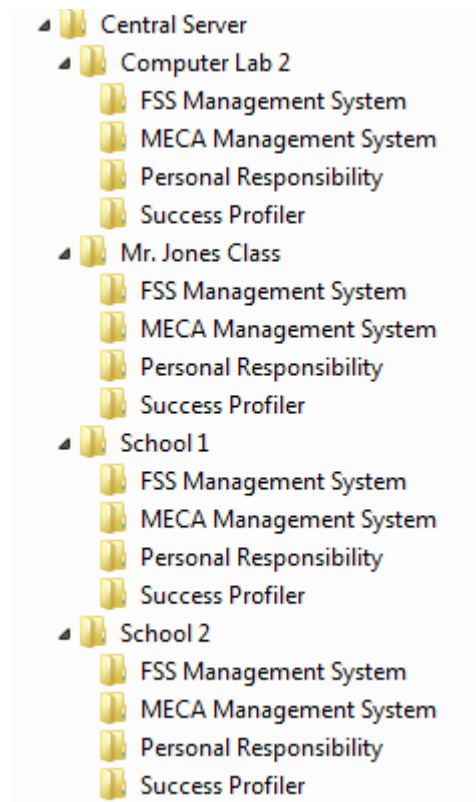 Central Server
Computer Lab 2
FSS Management System
MECA Management System
Personal Responsibility
Success Profiler
Mr. Jones Class
FSS Management System
MECA Management System
Personal Responsibility
Success Profiler
School 1
FSS Management System
MECA Management System
Personal Responsibility
Success Profiler
School 2
FSS Management System
MECA Management System
Personal Responsibility
Success Profiler